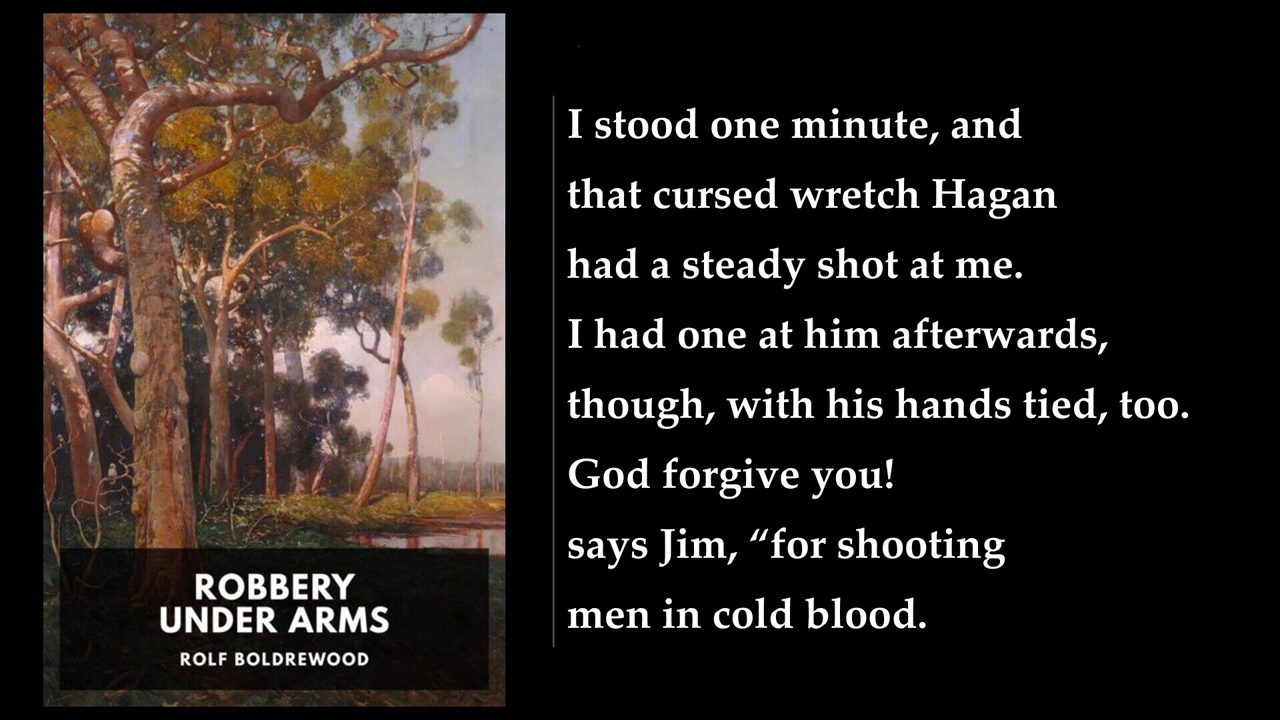 ROBBERY
UNDER ARMS
ROLF BOLDREWOOD
I stood one minute, and
that cursed wretch Hagan
had a steady shot at me.
I had one at him afterwards,
though, with his hands tied, too.
God forgive you!
says Jim, “for shooting
men in cold blood.